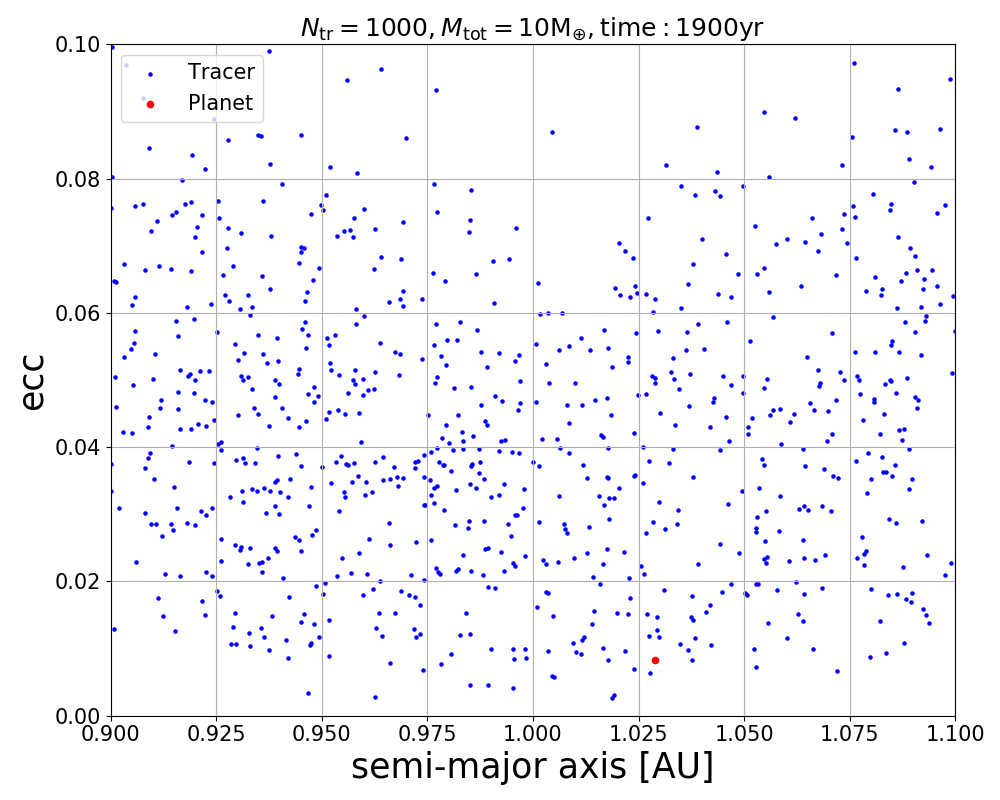 N_tr = 1000, M_tot = 10M_⊕, time : 1900yr
Tracer
Planet
0.10
0.08
0.06
0.04
0.02
0.00
ecc
0.900 0.925 0.950 0.975 1.000 1.025 1.050 1.075 1.100
semi-major axis [AU]